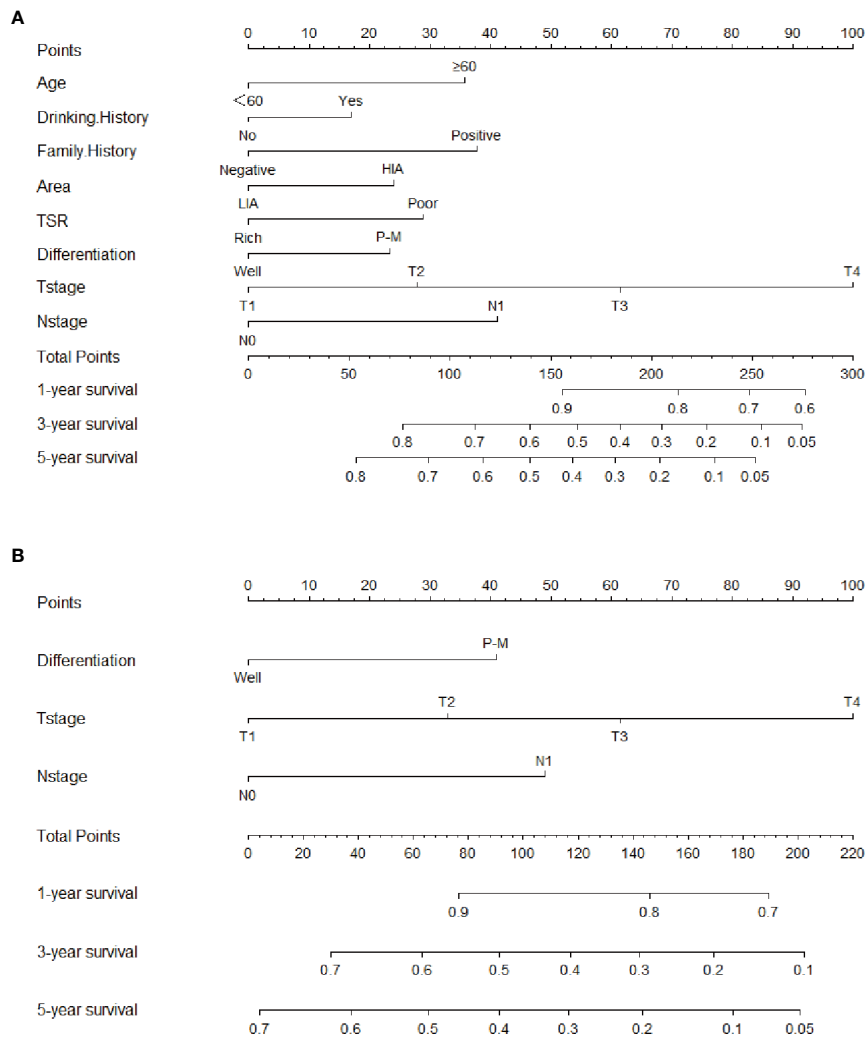 A
0 10 20 30 40 50 60 70 80 90 100
Points
≥60
Age
<60 Yes
Drinking.History
No Positive
Family.History
Negative HIA
Area
LIA Poor
TSR
Rich P-M
Differentiation
Well T2 T4
Tstage
T1 N1 T3
Nstage
N0
Total Points
0 50 100 150 200 250 300
1-year survival
0.9 0.8 0.7 0.6
3-year survival
0.8 0.7 0.6 0.5 0.4 0.3 0.2 0.1 0.05
5-year survival
0.8 0.7 0.6 0.5 0.4 0.3 0.2 0.1 0.05
B
0 10 20 30 40 50 60 70 80 90 100
Points
P-M
Differentiation
Well
T2 T4
Tstage
T1 T3
N1
Nstage
N0
Total Points
0 20 40 60 80 100 120 140 160 180 200 220
1-year survival
0.9 0.8 0.7
3-year survival
0.7 0.6 0.5 0.4 0.3 0.2 0.1
5-year survival
0.7 0.6 0.5 0.4 0.3 0.2 0.1 0.05